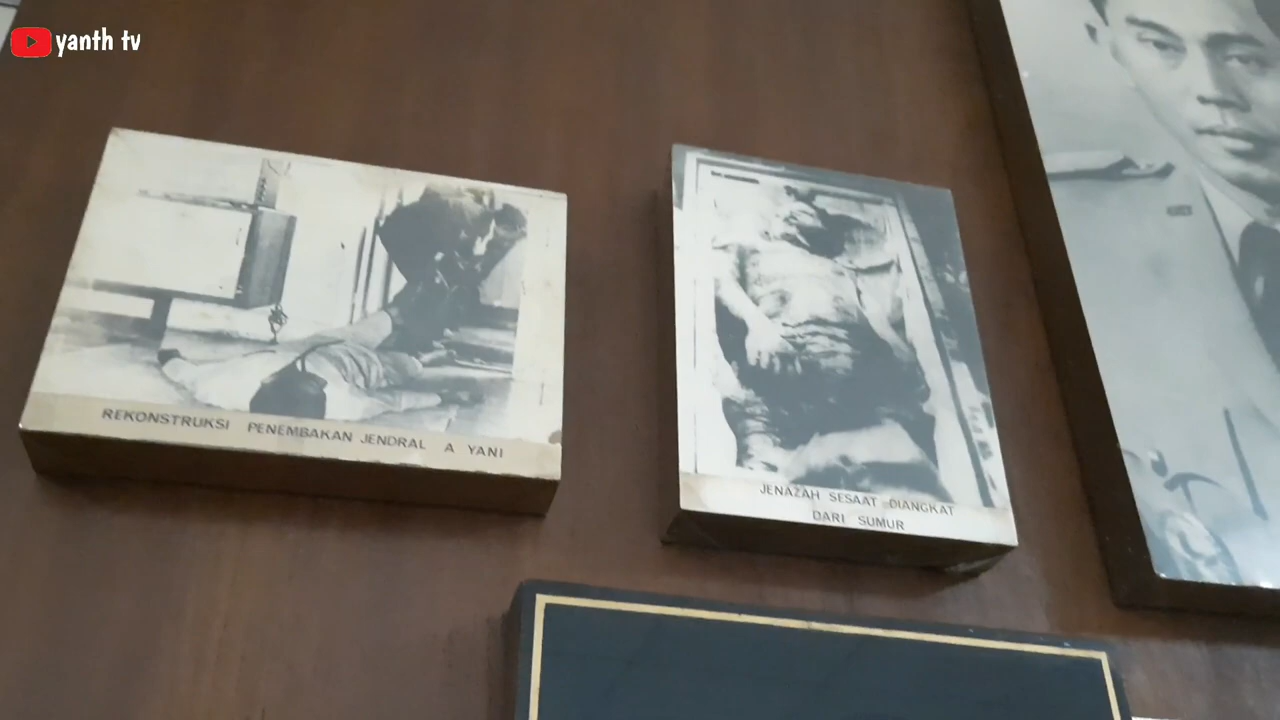 yanth tv
REKONSTRUKSI PENEMBAKAN JENDRAL A YANI
JENAZAH SESAAT DIANGKAT
DARI SUMUR